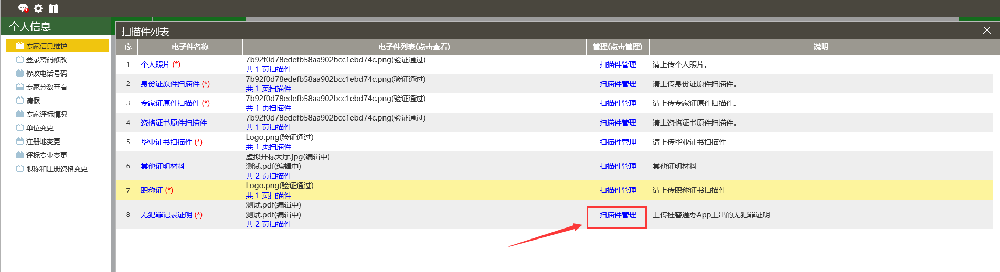 个人信息
专家信息维护
登录密码修改
修改电话号码
专家分数查看
请假
专家评标情况
单位变更
注册地变更
评标专业变更
职称和注册资格变更
扫描件列表
序 电子件名称 电子件列表(点击查看) 管理(点击管理) 说明
1 个人照片 (*) 7b92f0d78edefb58aa902bcc1ebd74c.png(验证通过)
共 1 页扫描件 扫描件管理 请上传个人照片。
2 身份证原件扫描件 (*) 7b92f0d78edefb58aa902bcc1ebd74c.png(验证通过)
共 1 页扫描件 扫描件管理 请上传身份证原件扫描件。
3 专家证原件扫描件 (*) 7b92f0d78edefb58aa902bcc1ebd74c.png(验证通过)
共 1 页扫描件 扫描件管理 请上传专家证原件扫描件。
4 资格证书原件扫描件 7b92f0d78edefb58aa902bcc1ebd74c.png(验证通过)
共 1 页扫描件 扫描件管理 请上资格证书原件扫描件。
5 毕业证书扫描件 (*) Logo.png(验证通过)
共 1 页扫描件 扫描件管理 请上传毕业证书扫描件
6 其他证明材料 虚拟开标大厅.jpg(编辑中)
测试.pdf(编辑中)
共 2 页扫描件 扫描件管理 其他证明材料
7 职称证 (*) Logo.png(验证通过)
共 1 页扫描件 扫描件管理 请上传职称证书扫描件
8 无犯罪记录证明 (*) 测试.pdf(编辑中)
测试.pdf(编辑中)
共 2 页扫描件 扫描件管理 上传桂警通办App上出的无犯罪证明